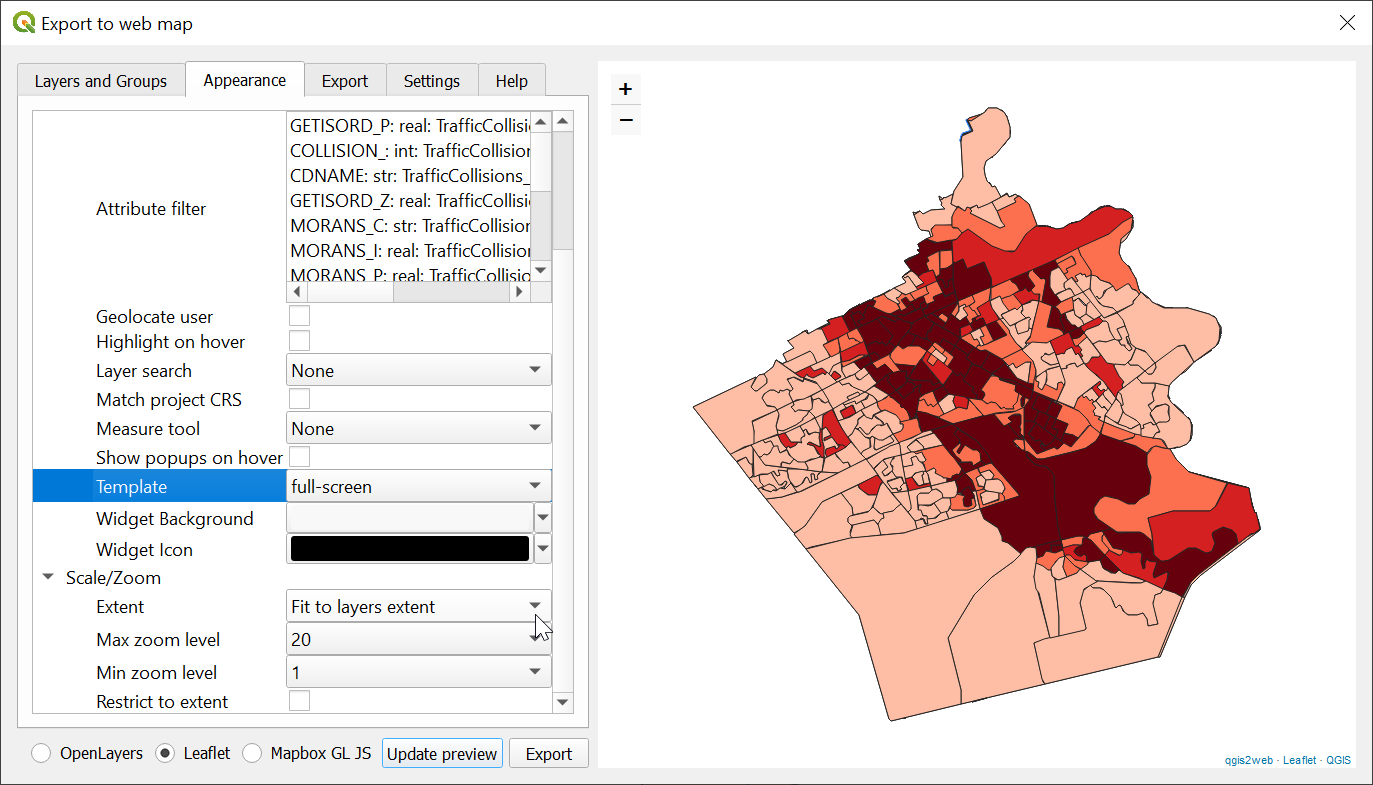 Export to web map
Layers and Groups
Appearance
Export
Settings
Help
Attribute filter
GETISORD_P: real: TrafficCollisi
COLLISION_: int: TrafficCollision
CDNAME: str: TrafficCollisions_
GETISORD_Z: real: TrafficCollision
MORANS_C: str: TrafficCollision
MORANS_I: real: TrafficCollision
MORANS_P: real: TrafficCollisio
Geolocate user
Highlight on hover
Layer search None
Match project CRS
Measure tool None
Show popups on hover
Template full-screen
Widget Background
Widget Icon
Scale/Zoom
Extent Fit to layers extent
Max zoom level 20
Min zoom level 1
Restrict to extent
OpenLayers Leaflet Mapbox GL JS Update preview Export
+
−
qgis2web · Leaflet · QGIS